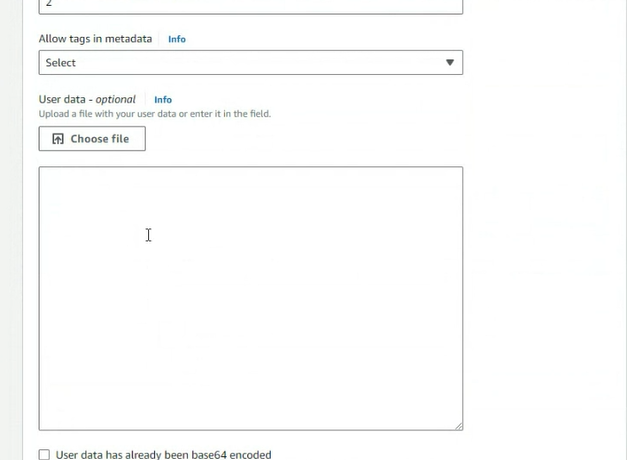 2
Allow tags in metadata Info
Select
User data - optional Info
Upload a file with your user data or enter it in the field.
Choose file
User data has already been base64 encoded